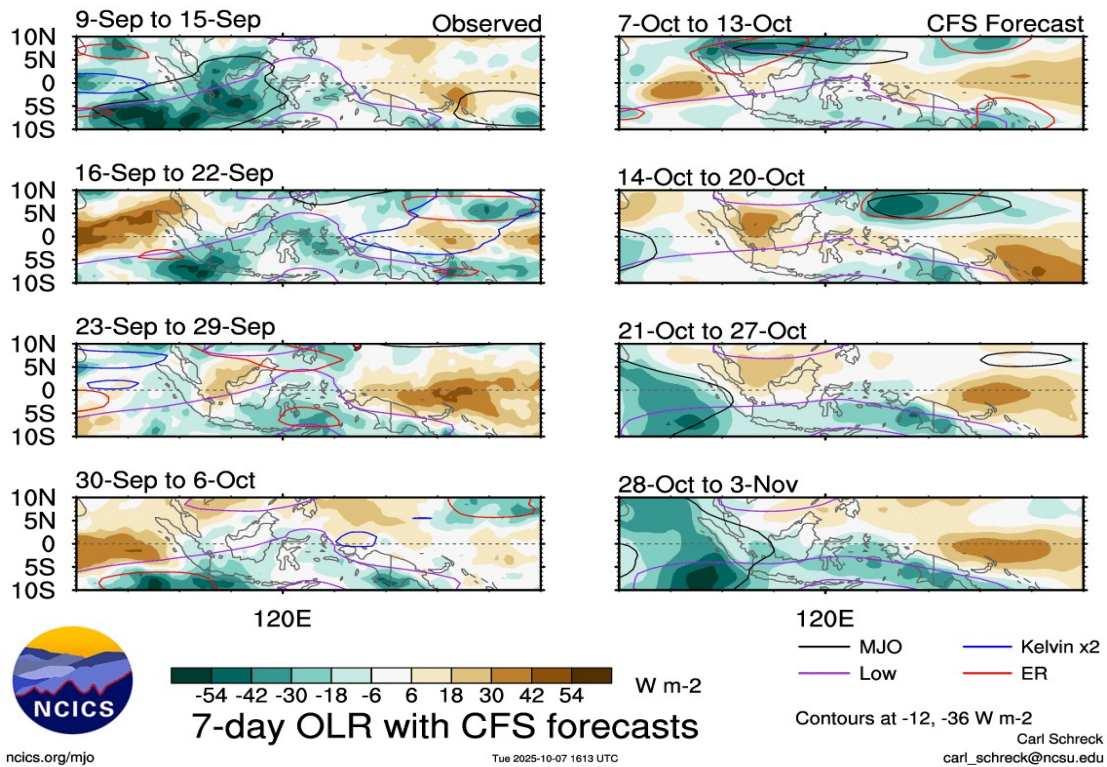 9-Sep to 15-Sep Observed
10N
5N
0
5S
10S
16-Sep to 22-Sep
10N
5N
0
5S
10S
23-Sep to 29-Sep
10N
5N
0
5S
10S
30-Sep to 6-Oct
10N
5N
0
5S
10S
120E
7-Oct to 13-Oct CFS Forecast
14-Oct to 20-Oct
21-Oct to 27-Oct
28-Oct to 3-Nov
120E
NCICS
-54 -42 -30 -18 -6 6 18 30 42 54 W m-2
7-day OLR with CFS forecasts
MJO Kelvin x2
Low ER
Contours at -12, -36 W m-2
Carl Schreck
ncics.org/mjo Tue 2025-10-07 1613 UTC carl_schreck@ncsu.edu